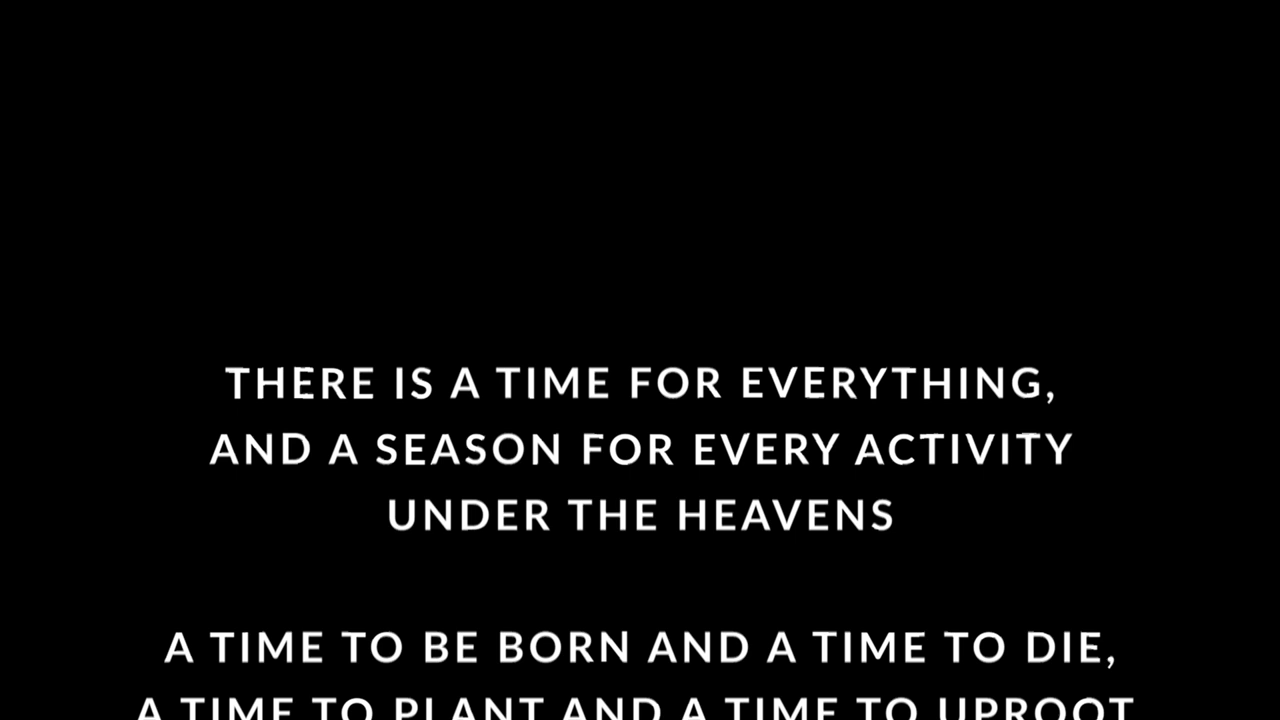 THERE IS A TIME FOR EVERYTHING,
AND A SEASON FOR EVERY ACTIVITY
UNDER THE HEAVENS
A TIME TO BE BORN AND A TIME TO DIE,
A TIME TO PLANT AND A TIME TO UPROOT